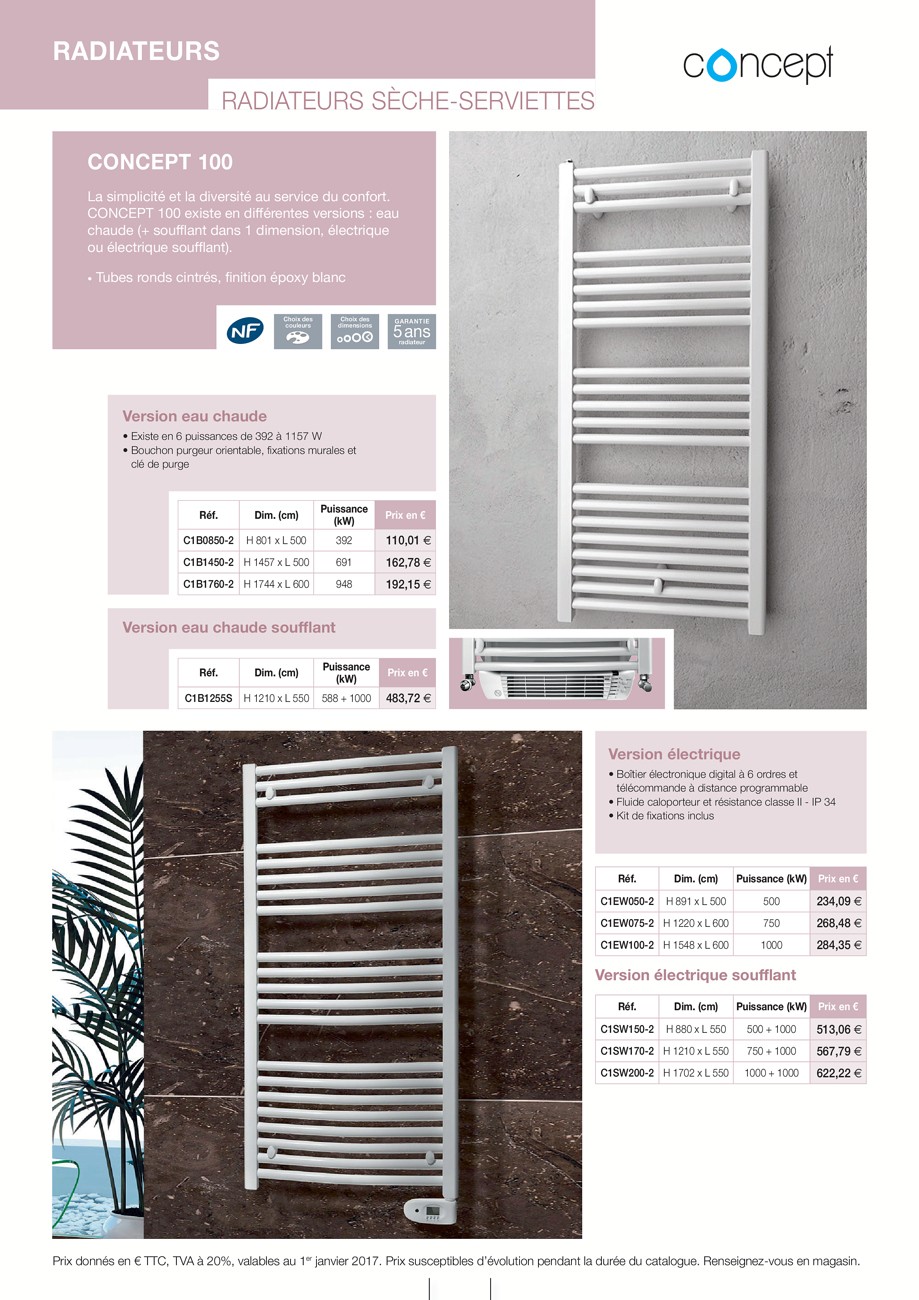 RADIATEURS
concept
RADIATEURS SÈCHE-SERVIETTES
CONCEPT 100
La simplicité et la diversité au service du confort.
CONCEPT 100 existe en différentes versions : eau
chaude (+ soufflant dans 1 dimension, électrique
ou électrique soufflant).
• Tubes ronds cintrés, finition époxy blanc
NF
Choix des
couleurs
Choix des
dimensions
GARANTIE
5 ans
radiateur
Version eau chaude
• Existe en 6 puissances de 392 à 1157 W
• Bouchon purgeur orientable, fixations murales et
clé de purge
Réf. Dim. (cm) Puissance (kW) Prix en €
C1B0850-2 H 801 x L 500 392 110,01 €
C1B1450-2 H 1457 x L 500 691 162,78 €
C1B1760-2 H 1744 x L 600 948 192,15 €
Version eau chaude soufflant
Réf. Dim. (cm) Puissance (kW) Prix en €
C1B1255S H 1210 x L 550 588 + 1000 483,72 €
Version électrique
• Boîtier électronique digital à 6 ordres et
télécommande à distance programmable
• Fluide caloporteur et résistance classe II - IP 34
• Kit de fixations inclus
Réf. Dim. (cm) Puissance (kW) Prix en €
C1EW050-2 H 891 x L 500 500 234,09 €
C1EW075-2 H 1220 x L 600 750 268,48 €
C1EW100-2 H 1548 x L 600 1000 284,35 €
Version électrique soufflant
Réf. Dim. (cm) Puissance (kW) Prix en €
C1SW150-2 H 880 x L 550 500 + 1000 513,06 €
C1SW170-2 H 1210 x L 550 750 + 1000 567,79 €
C1SW200-2 H 1702 x L 550 1000 + 1000 622,22 €
Prix donnés en € TTC, TVA à 20%, valables au 1er janvier 2017. Prix susceptibles d'évolution pendant la durée du catalogue. Renseignez-vous en magasin.